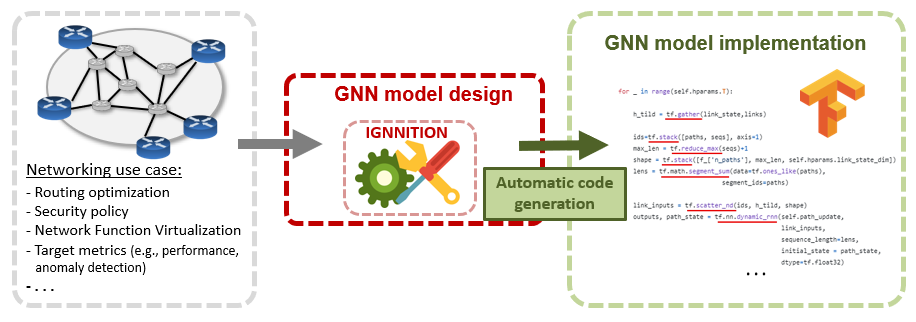 Networking use case:
- Routing optimization
- Security policy
- Network Function Virtualization
- Target metrics (e.g., performance,
anomaly detection)
- . . .
GNN model design
IGNNITION
Automatic code
generation
GNN model implementation
for _ in range(self.hparams.T):
h_tild = tf.gather(link_state,links)
ids=tf.stack([paths, seqs], axis=1)
max_len = tf.reduce_max(seqs)+1
shape = tf.stack([f_['n_paths'], max_len, self.hparams.link_state_dim])
lens = tf.math.segment_sum(data=tf.ones_like(paths),
segment_ids=paths)
link_inputs = tf.scatter_nd(ids, h_tild, shape)
outputs, path_state = tf.nn.dynamic_rnn(self.path_update,
link_inputs,
sequence_length=lens,
initial_state = path_state,
dtype=tf.float32)
. . .